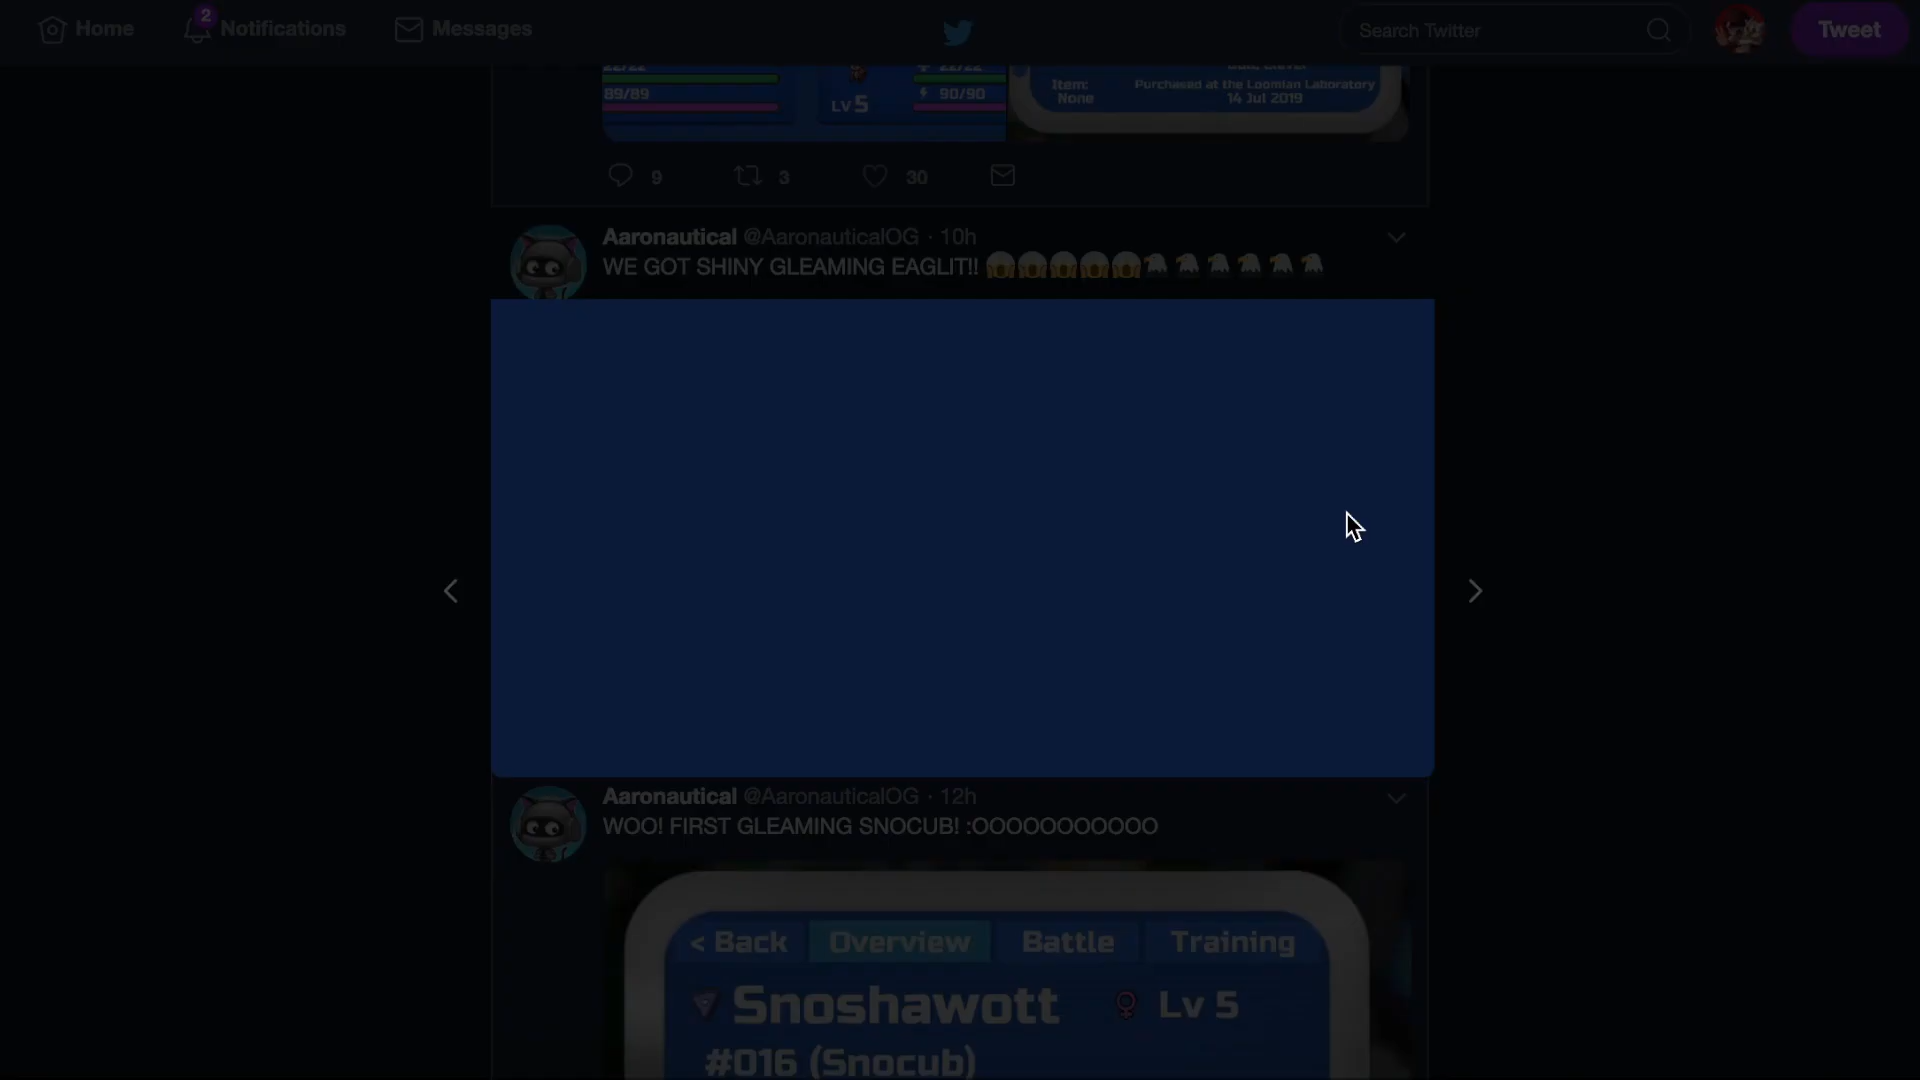 Home
2
Notifications
Messages
Search Twitter
Tweet
89/89
LV 5
22/22
90/90
Item:
None
Purchased at the Loomian Laboratory
14 Jul 2019
9
3
30
Aaronautical @AaronauticalOG · 10h
WE GOT SHINY GLEAMING EAGLIT!! 😱😱😱😱😱🦅🦅🦅🦅🦅🦅
Aaronautical @AaronauticalOG · 12h
WOO! FIRST GLEAMING SNOCUB! :OOOOOOOOOOO
< Back
Overview
Battle
Training
Snoshawott
Lv 5
#016 (Snocub)